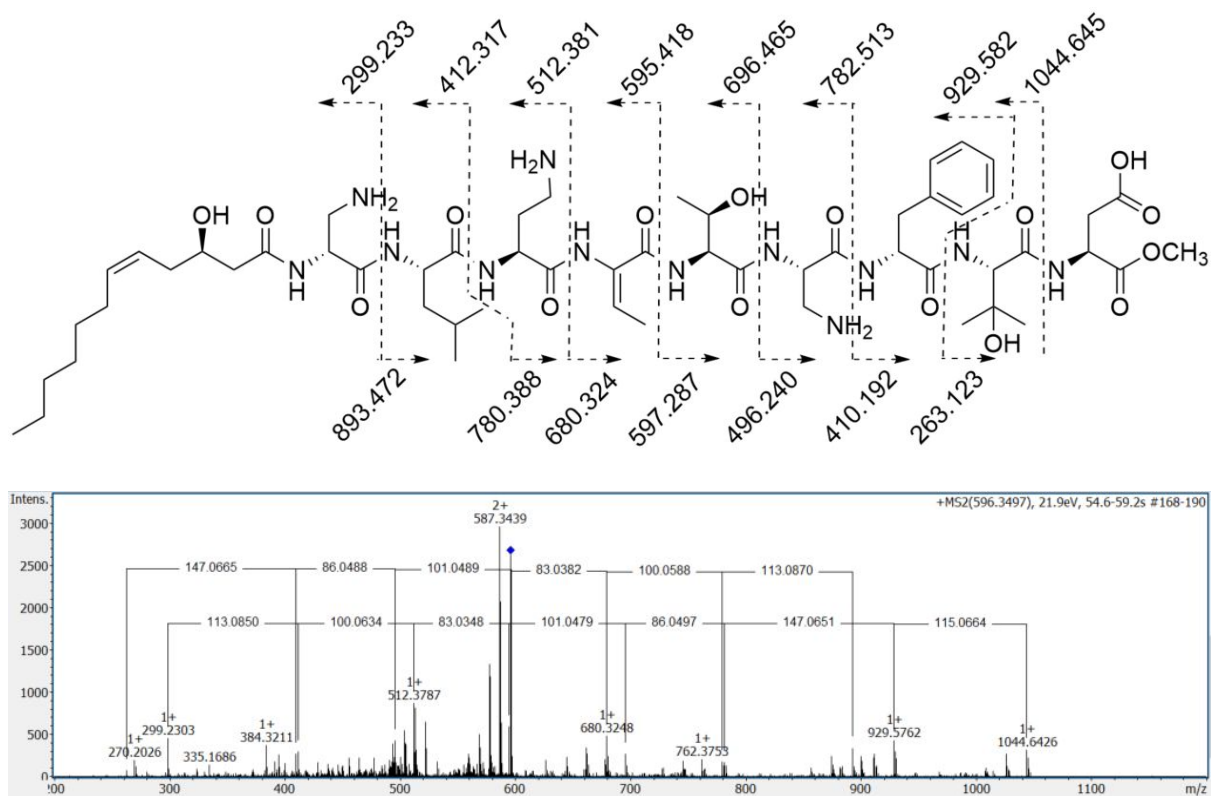 299.233 412.317 512.381 595.418 696.465 782.513 929.582 1044.645
H2N
OH
OH NH2 OH
O O O O O O O O O
H H H H
N N N N
N N N N N
H H H H H
OCH3
O O O O O
NH2 OH
893.472 780.388 680.324 597.287 496.240 410.192 263.123
Intens.
+MS2(596.3497), 21.9eV, 54.6-59.2s #168-190
2+
3000
587.3439
2500
147.0665 86.0488 101.0489 83.0382 100.0588 113.0870
2000
113.0850 100.0634 83.0348 101.0479 86.0497 147.0651 115.0664
1500
1000
1+
512.3787
1+
299.2303
1+
384.3211
1+
680.3248
1+
929.5762
1+
1044.6426
500
1+
270.2026
335.1686
1+
762.3753
0
200 300 400 500 600 700 800 900 1000 m/z